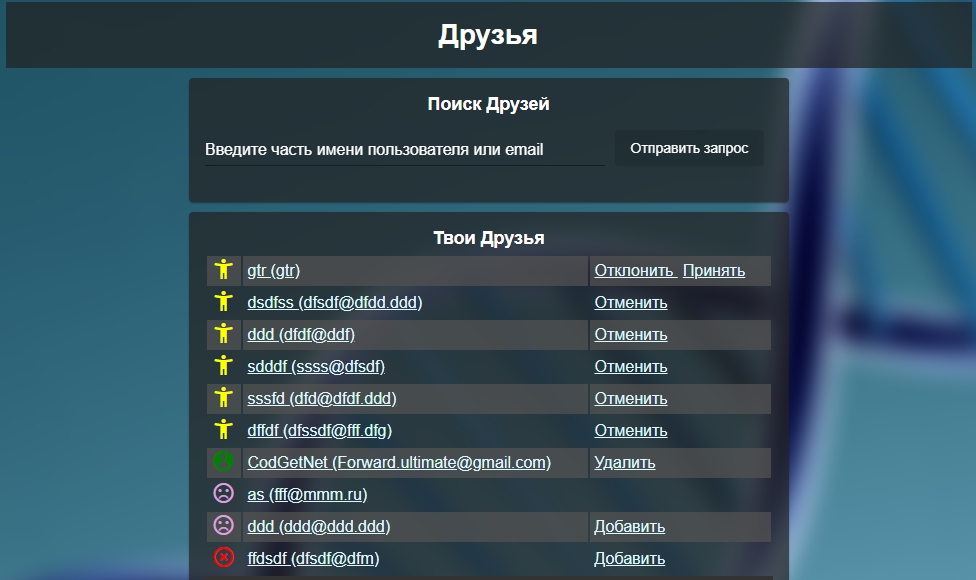 Друзья
Поиск Друзей
Введите часть имени пользователя или email Отправить запрос
Твои Друзья
gtr (gtr) Отклонить Принять
dsdfss (dfsdf@dfdd.ddd) Отменить
ddd (dfdf@ddf) Отменить
sdddf (ssss@dfsdf) Отменить
sssfd (dfd@dfdf.ddd) Отменить
dffdf (dfssdf@fff.dfg) Отменить
CodGetNet (Forward.ultimate@gmail.com) Удалить
as (fff@mmm.ru)
ddd (ddd@ddd.ddd) Добавить
ffdsdf (dfsdf@dfm) Добавить